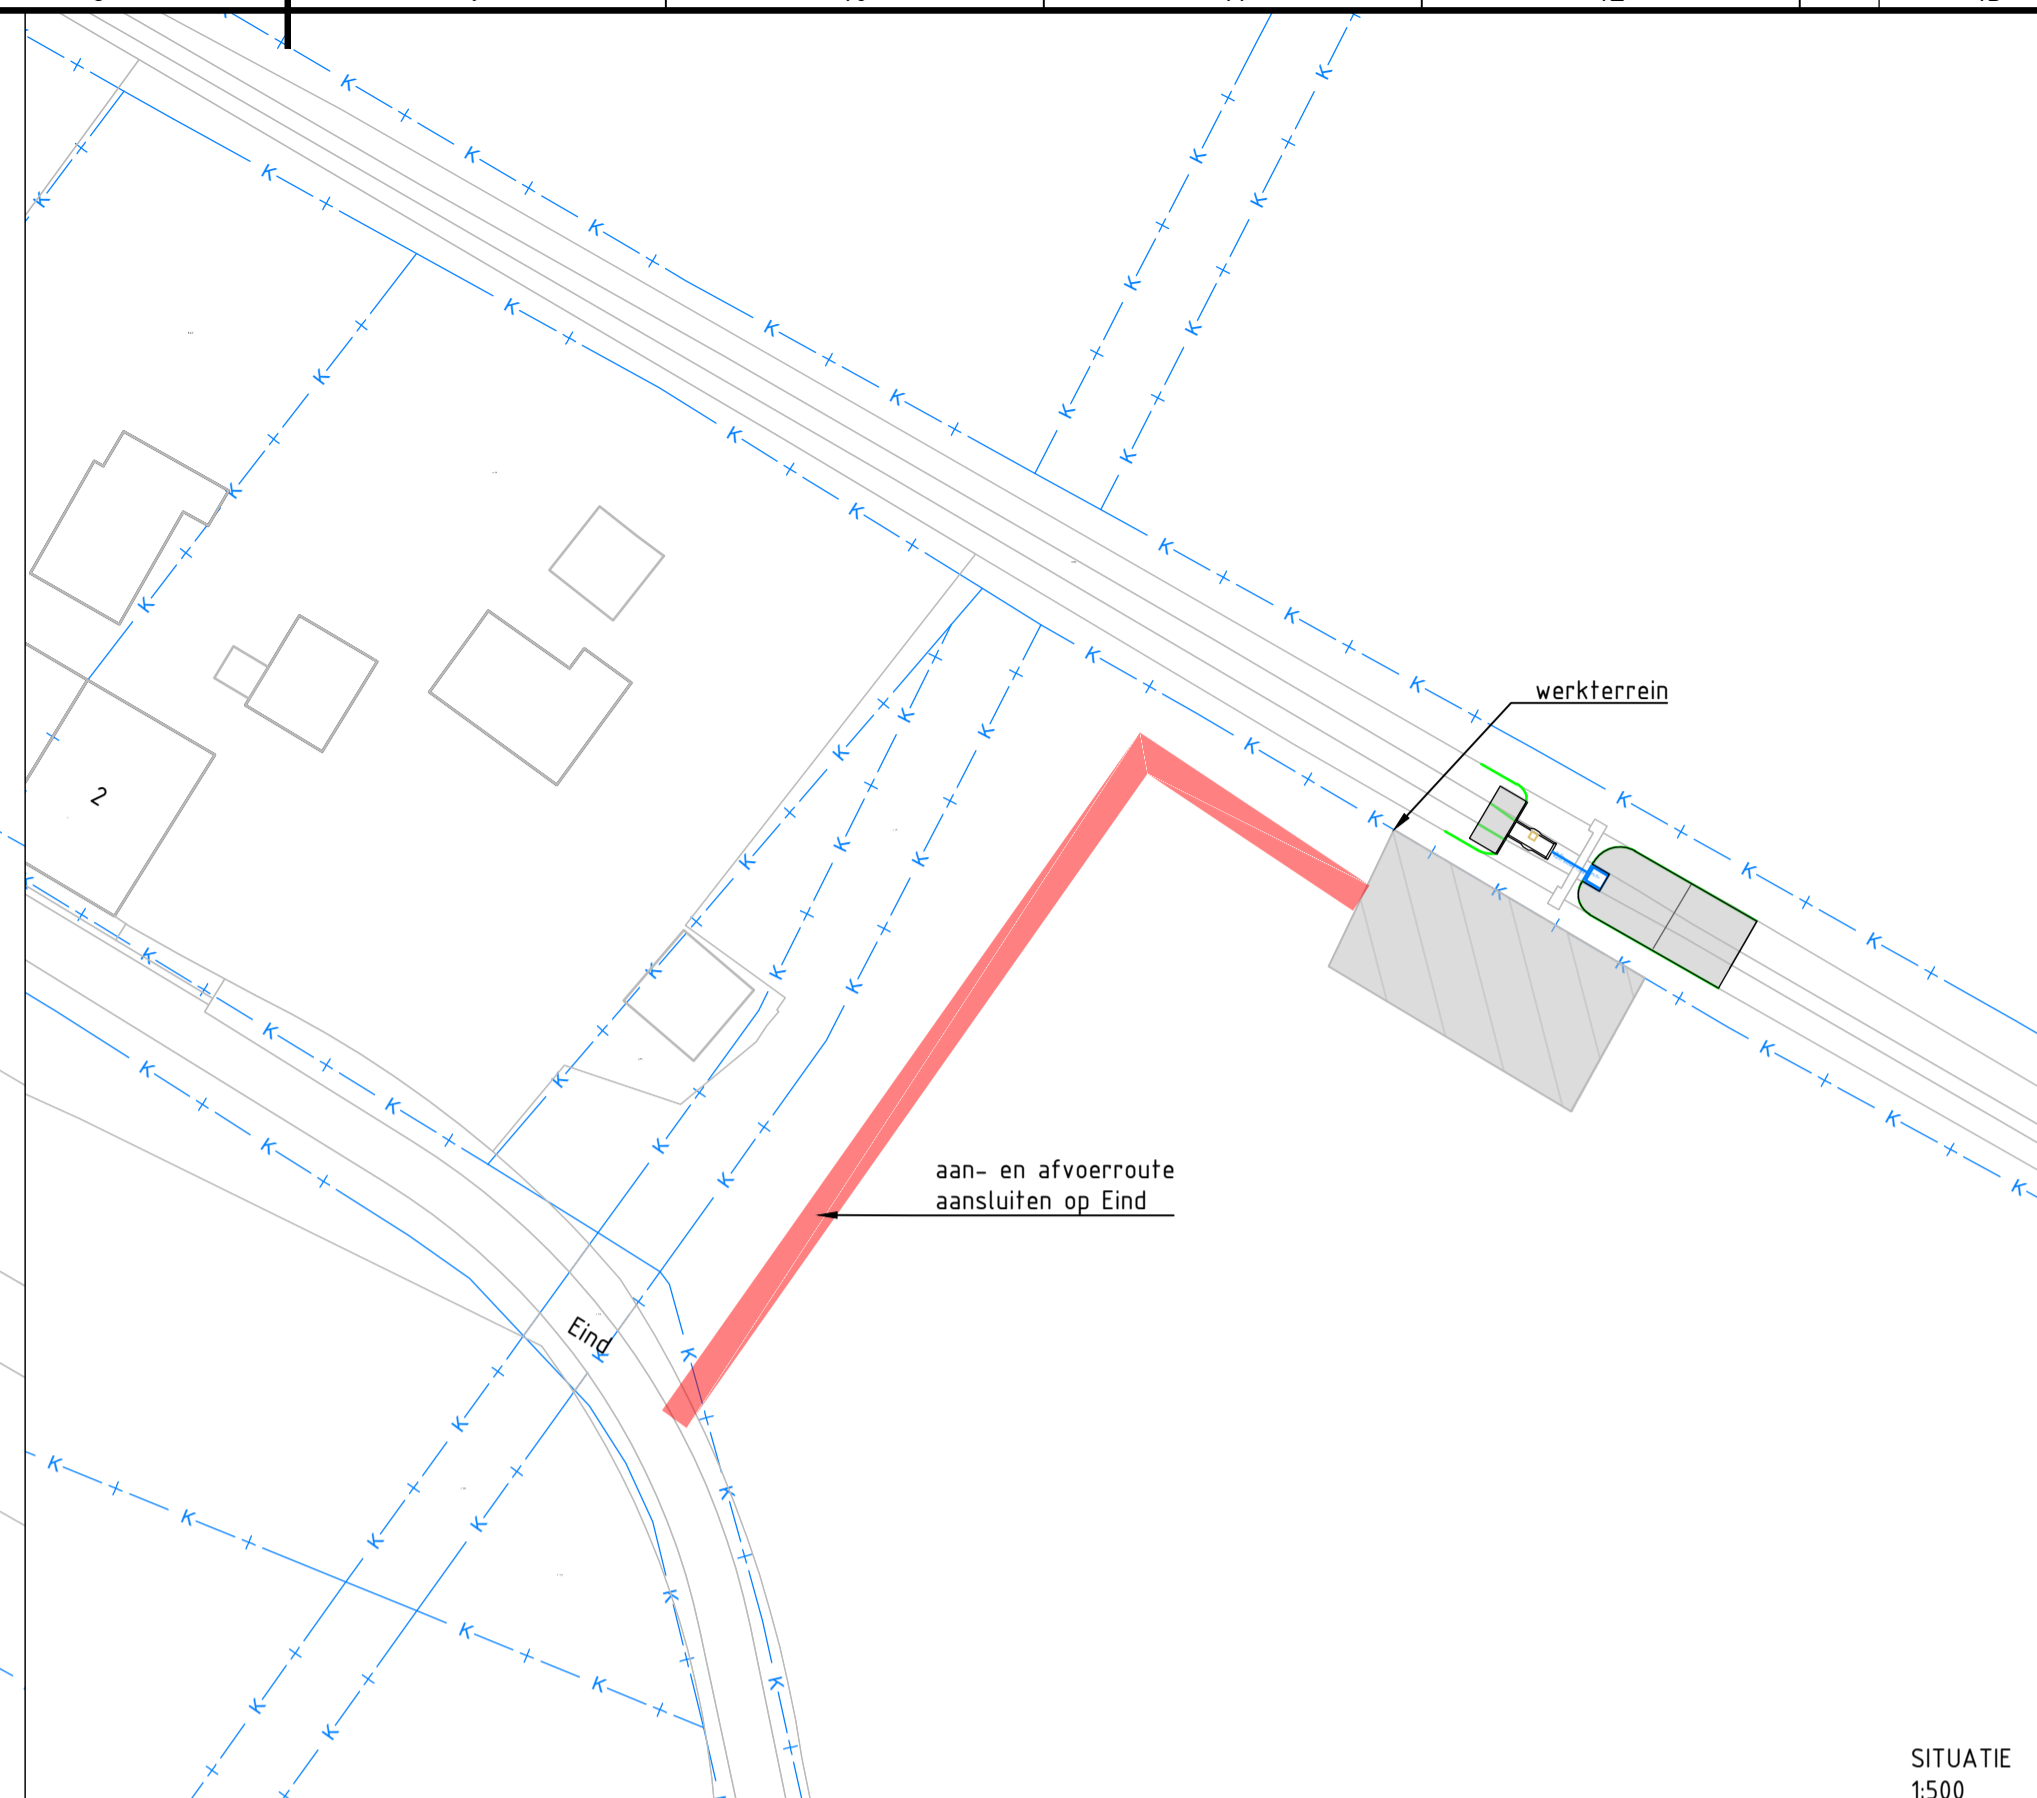 werkterrein
2
aan- en afvoerroute
aansluiten op Eind
Eind
SITUATIE
1:500